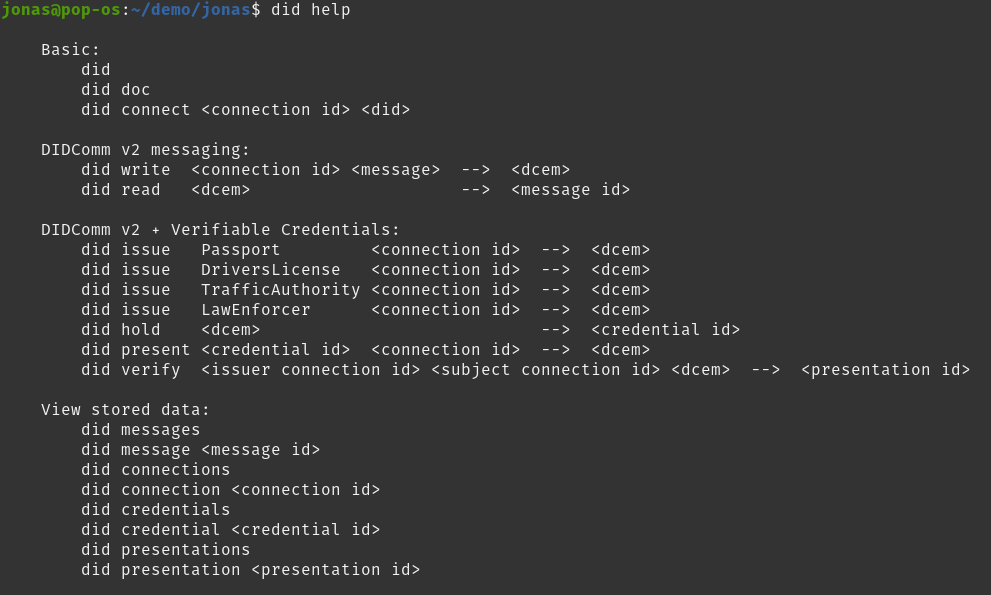 jonas@pop-os:~/demo/jonas$ did help

    Basic:
        did
        did doc
        did connect <connection id> <did>

    DIDComm v2 messaging:
        did write  <connection id> <message>  -->  <dcem>
        did read   <dcem>                     -->  <message id>

    DIDComm v2 + Verifiable Credentials:
        did issue   Passport         <connection id>  -->  <dcem>
        did issue   DriversLicense   <connection id>  -->  <dcem>
        did issue   TrafficAuthority <connection id>  -->  <dcem>
        did issue   LawEnforcer      <connection id>  -->  <dcem>
        did hold    <dcem>                            -->  <credential id>
        did present <credential id>  <connection id>  -->  <dcem>
        did verify  <issuer connection id> <subject connection id> <dcem>  -->  <presentation id>

    View stored data:
        did messages
        did message <message id>
        did connections
        did connection <connection id>
        did credentials
        did credential <credential id>
        did presentations
        did presentation <presentation id>